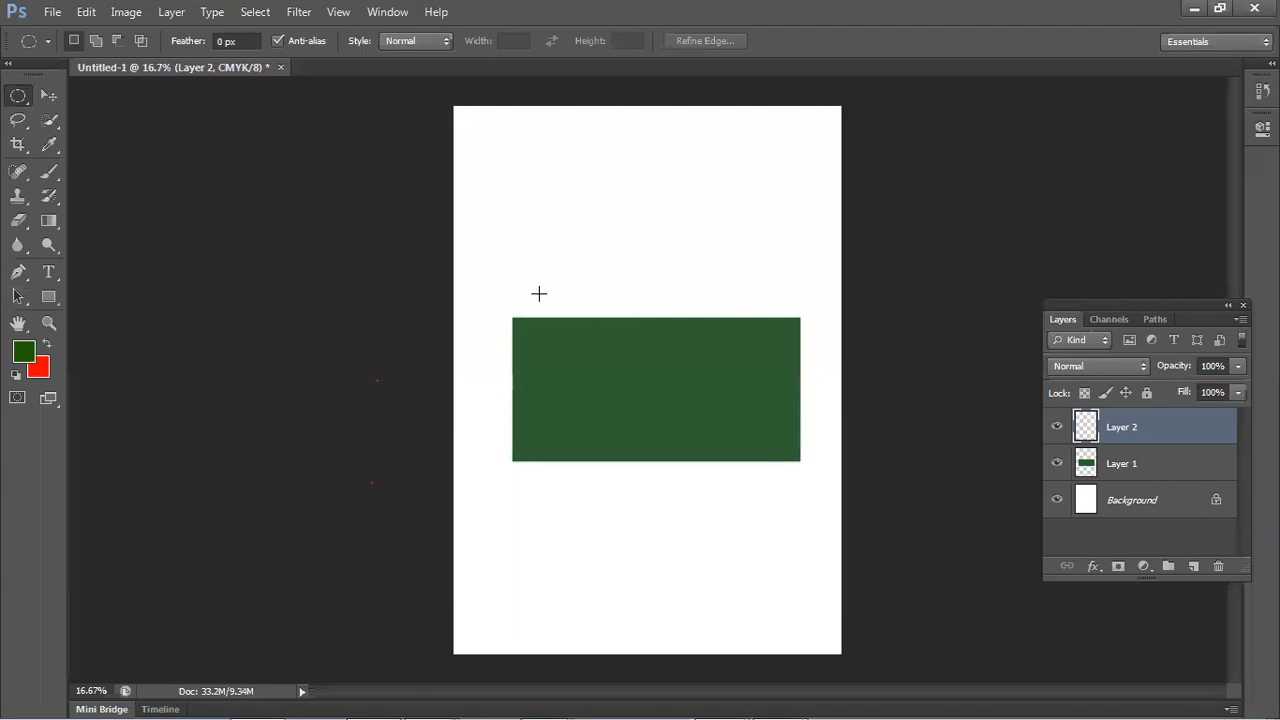 Ps File Edit Image Layer Type Select Filter View Window Help
Feather: 0 px Anti-alias Style: Normal Width: Height: Refine Edge... Essentials
Untitled-1 @ 16.7% (Layer 2, CMYK/8) *
Layers Channels Paths
Kind
Normal Opacity: 100%
Lock: Fill: 100%
Layer 2
Layer 1
Background
fx
16.67% Doc: 33.2M/9.34M
Mini Bridge Timeline